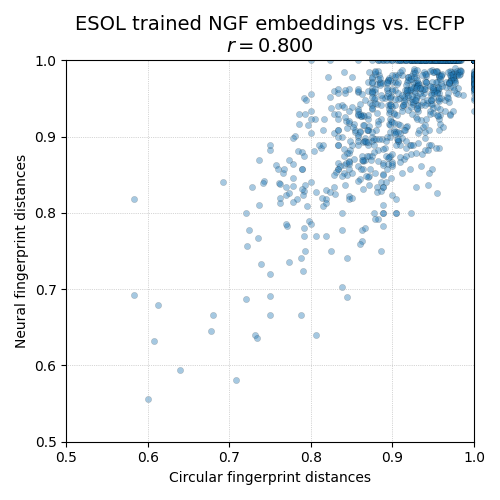 ESOL trained NGF embeddings vs. ECFP
r = 0.800
1.0
0.9
0.8
0.7
0.6
0.5
Neural fingerprint distances
0.5 0.6 0.7 0.8 0.9 1.0
Circular fingerprint distances